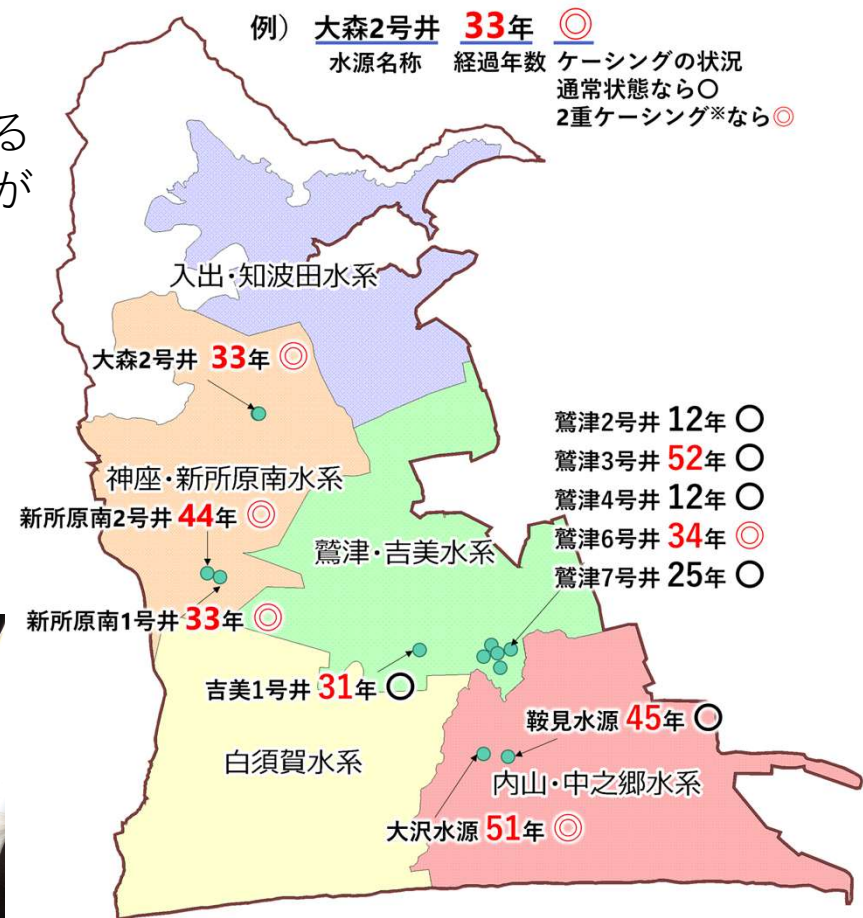 例） 大森2号井 33年 ◎
水源名称 経過年数 ケーシングの状況
通常状態なら〇
2重ケーシング※なら◎
る
が
入出・知波田水系
大森2号井 33年 ◎
神座・新所原南水系
新所原南2号井 44年 ◎
新所原南1号井 33年 ◎
鷲津・吉美水系
鷲津2号井 12年 〇
鷲津3号井 52年 〇
鷲津4号井 12年 〇
鷲津6号井 34年 ◎
鷲津7号井 25年 〇
吉美1号井 31年 〇
白須賀水系
鞍見水源 45年 〇
内山・中之郷水系
大沢水源 51年 ◎